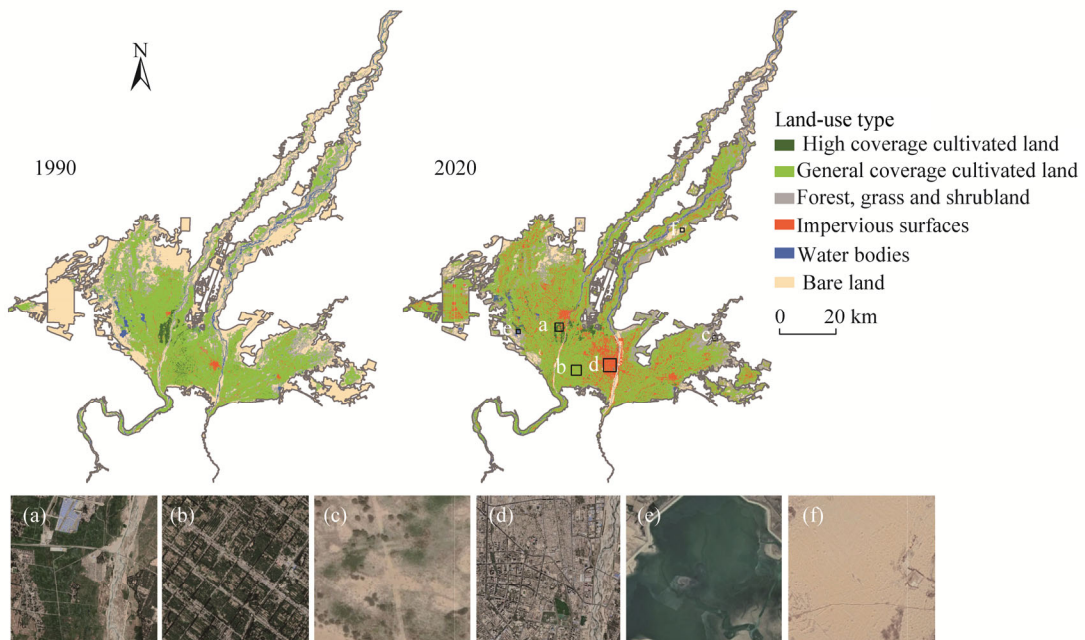 N
1990
2020
Land-use type
High coverage cultivated land
General coverage cultivated land
Forest, grass and shrubland
Impervious surfaces
Water bodies
Bare land
0 20 km
f
e
a
c
b
d
(a)
(b)
(c)
(d)
(e)
(f)